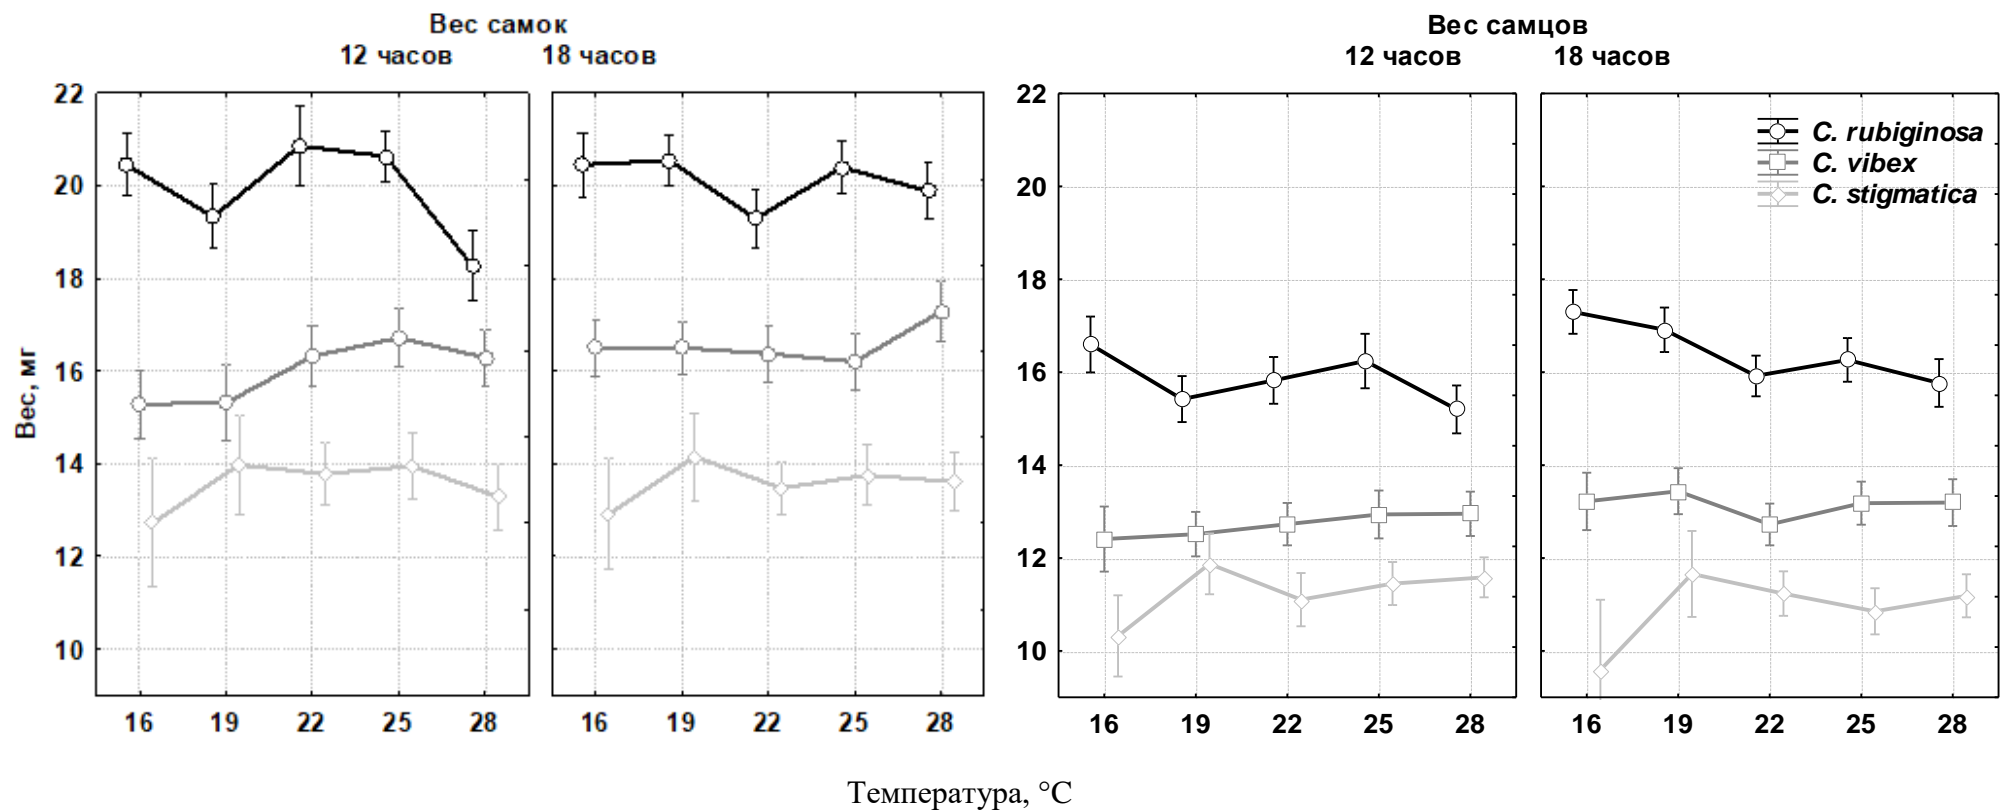 Вес самок
12 часов 18 часов
Вес самцов
12 часов 18 часов
Вес, мг
22
20
18
16
14
12
10
16 19 22 25 28
16 19 22 25 28
22
20
18
16
14
12
10
16 19 22 25 28
16 19 22 25 28
C. rubiginosa
C. vibex
C. stigmatica
Температура, °С